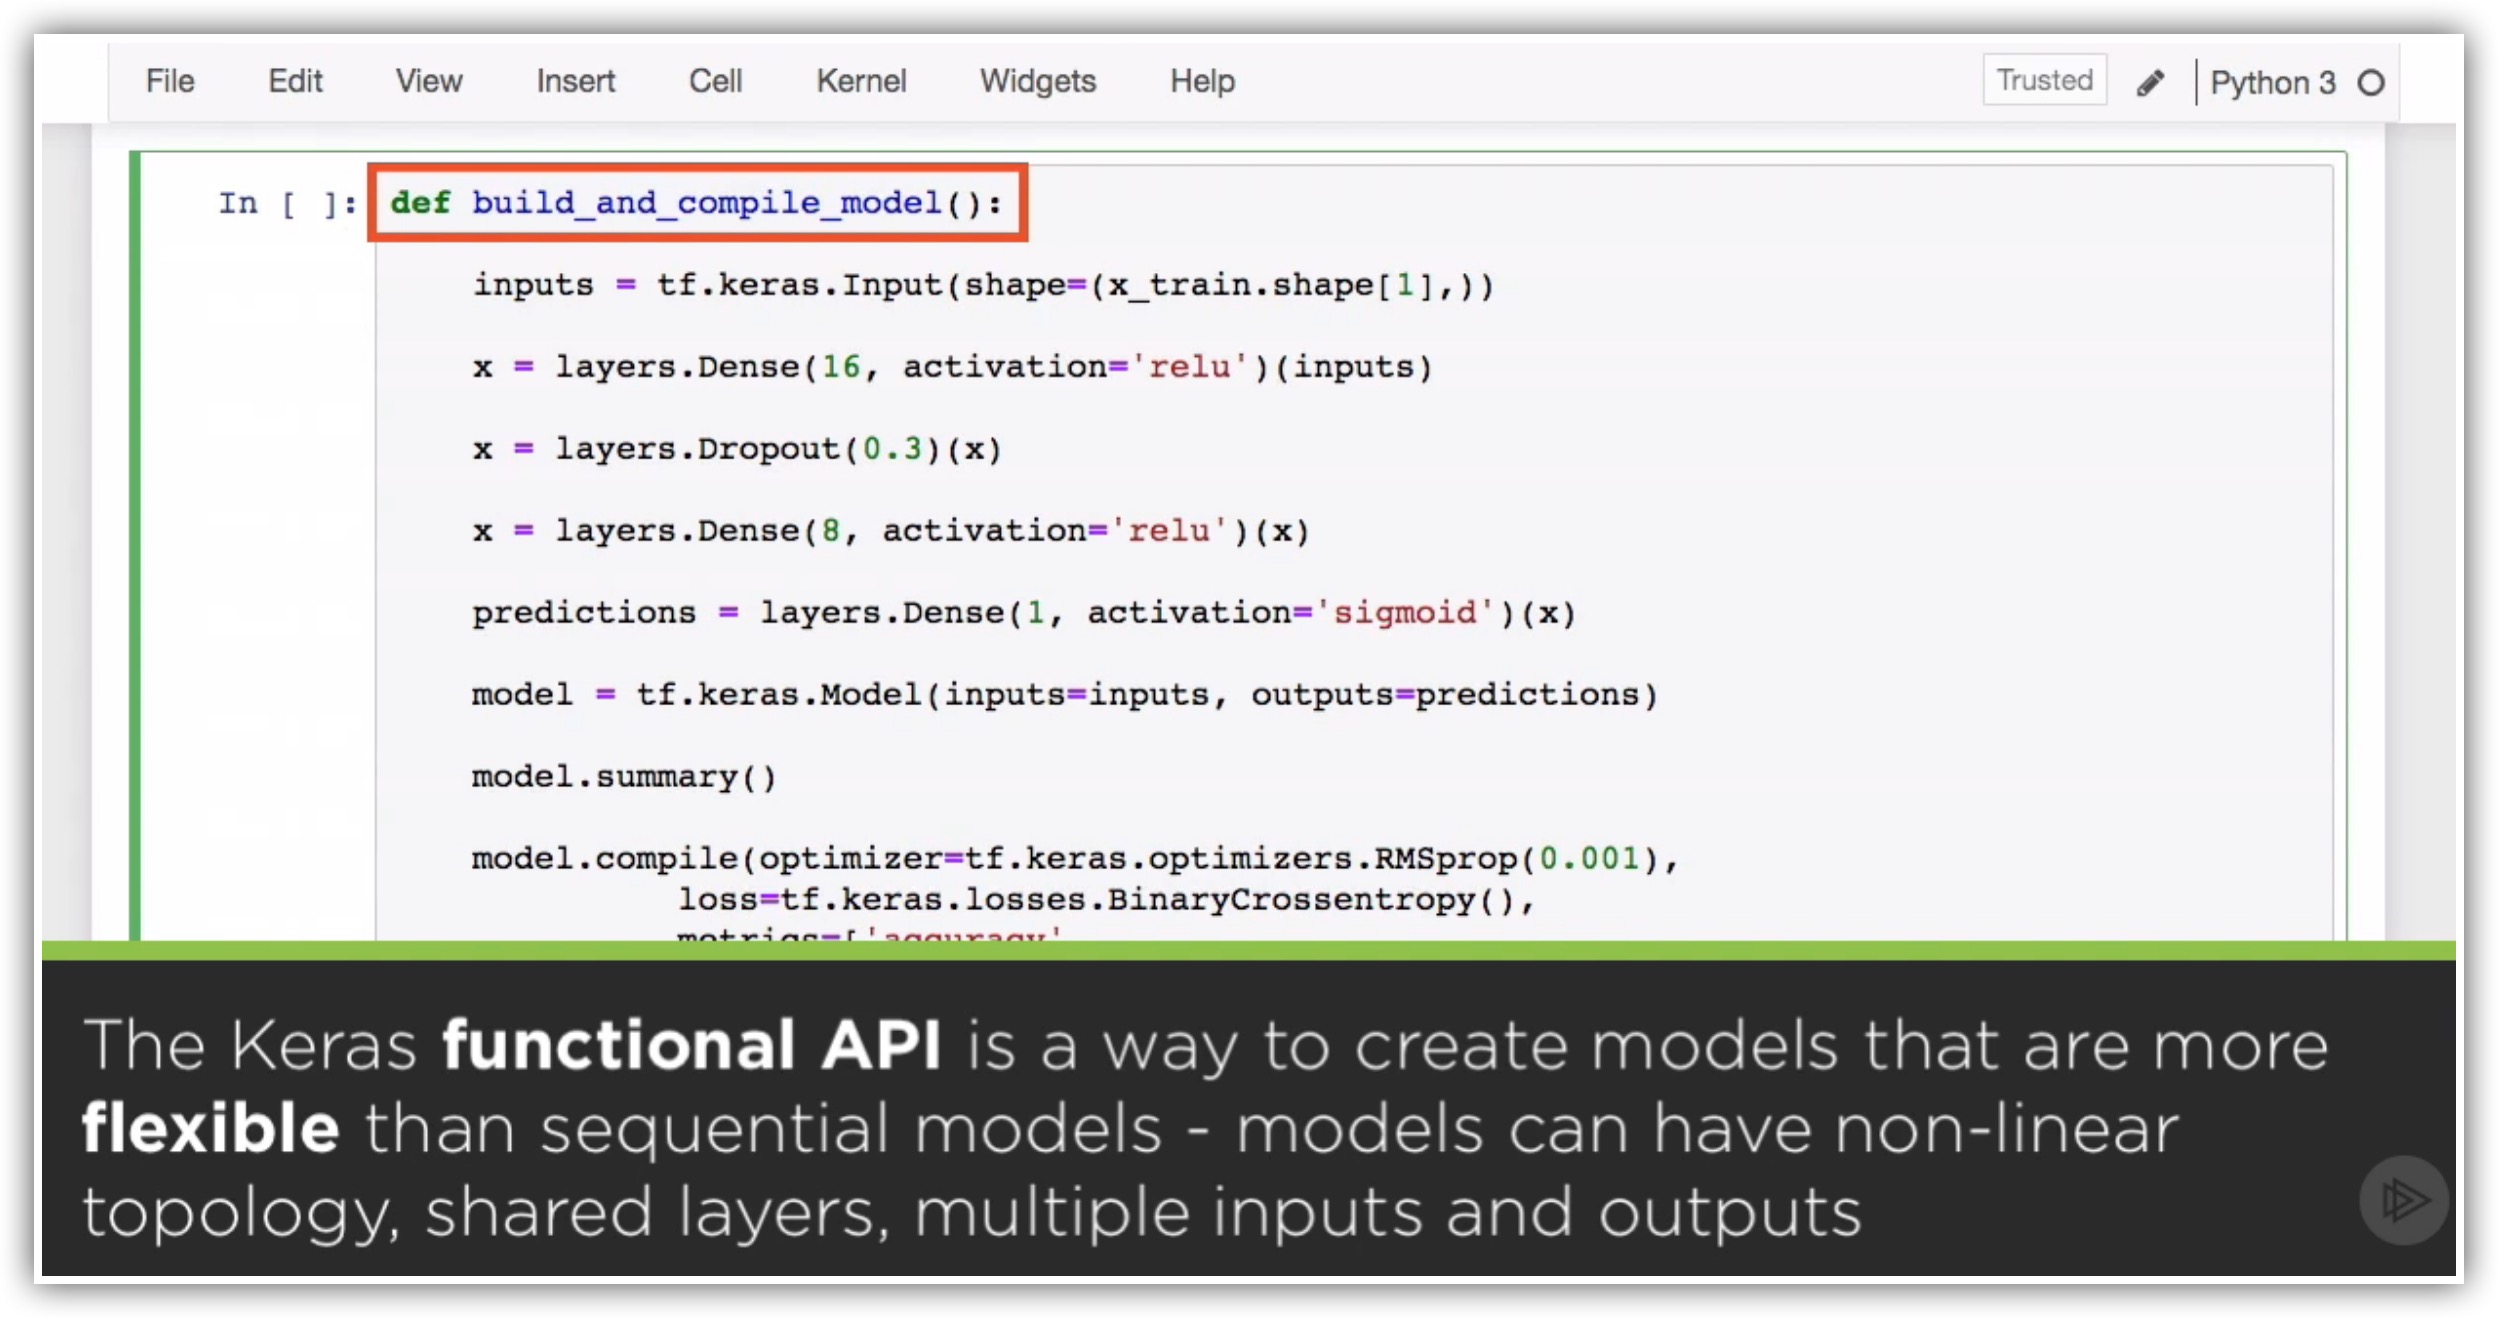 File Edit View Insert Cell Kernel Widgets Help Trusted Python 3
In [ ]: def build_and_compile_model():
inputs = tf.keras.Input(shape=(x_train.shape[1],))
x = layers.Dense(16, activation='relu')(inputs)
x = layers.Dropout(0.3)(x)
x = layers.Dense(8, activation='relu')(x)
predictions = layers.Dense(1, activation='sigmoid')(x)
model = tf.keras.Model(inputs=inputs, outputs=predictions)
model.summary()
model.compile(optimizer=tf.keras.optimizers.RMSprop(0.001),
loss=tf.keras.losses.BinaryCrossentropy(),
metrics=['accuracy'
The Keras functional API is a way to create models that are more
flexible than sequential models - models can have non-linear
topology, shared layers, multiple inputs and outputs